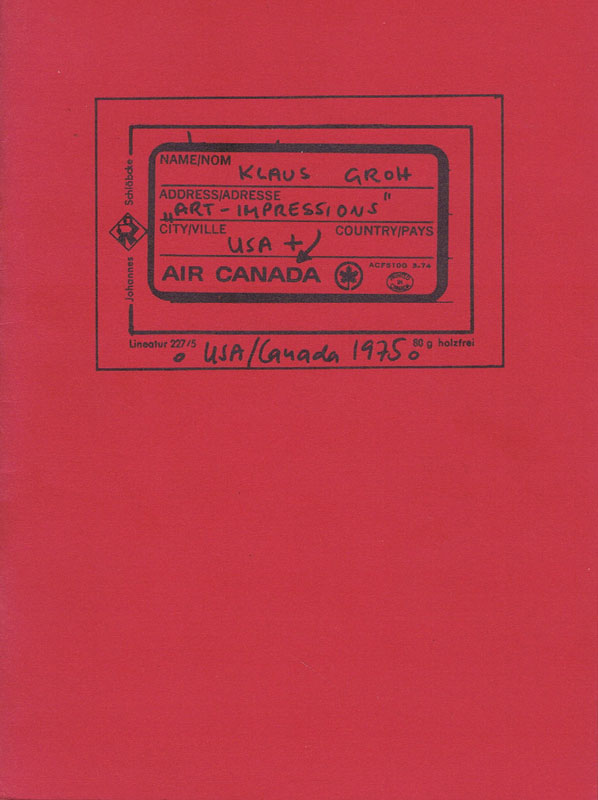 NAME/NOM
KLAUS GROH
ADDRESS/ADRESSE
„ART-IMPRESSIONS"
CITY/VILLE COUNTRY/PAYS
USA +
AIR CANADA
ACF510G 3.74
Johannes Schläbcke
Lineatur 227/5 80 g holzfrei
o USA/Canada 1975 o